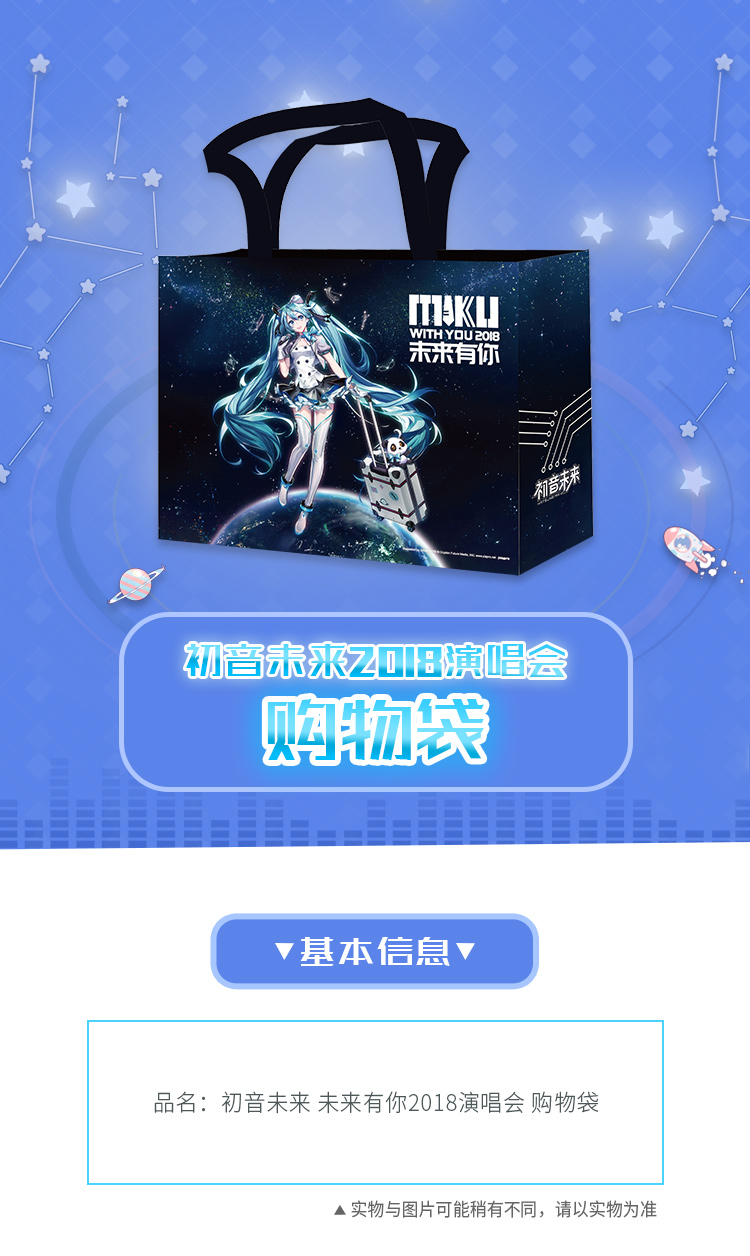 MIKU
WITH YOU 2018
未来有你
初音未来
初音未来2018演唱会
购物袋
▼基本信息▼
品名：初音未来 未来有你2018演唱会 购物袋
▲ 实物与图片可能稍有不同，请以实物为准